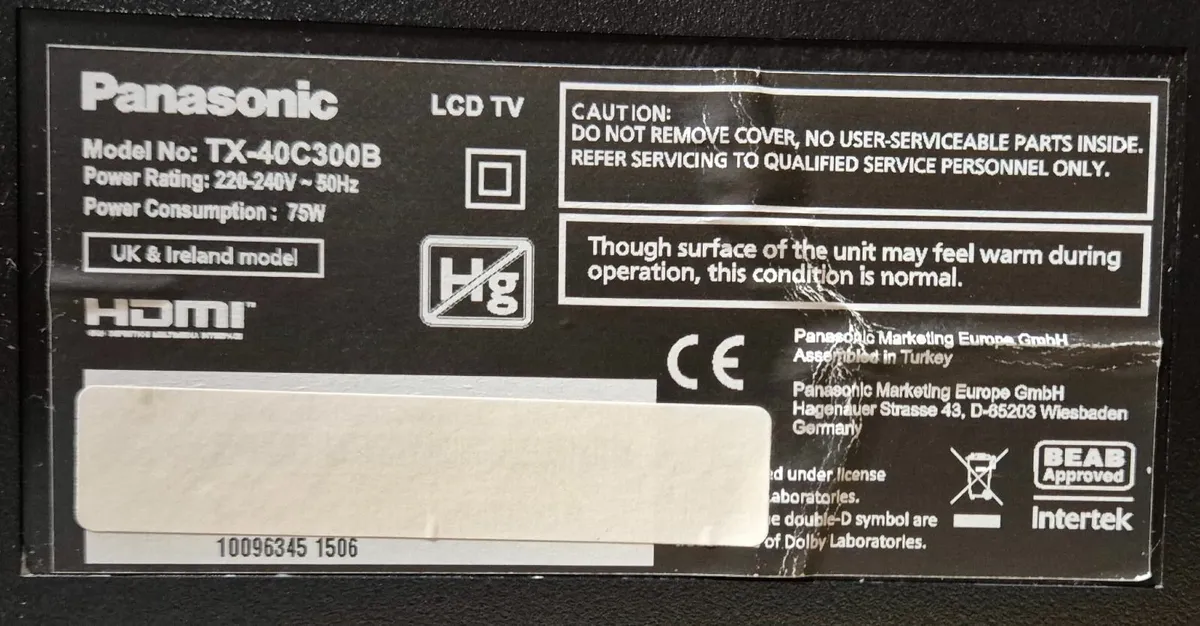 Panasonic
LCD TV
Model No: TX-40C300B
Power Rating: 220-240V ~ 50Hz
Power Consumption : 75W
UK & Ireland model
HDMI™
Hg
CAUTION:
DO NOT REMOVE COVER, NO USER-SERVICEABLE PARTS INSIDE.
REFER SERVICING TO QUALIFIED SERVICE PERSONNEL ONLY.
Though surface of the unit may feel warm during
operation, this condition is normal.
CE
Panasonic Marketing Europe GmbH
Assembled in Turkey
Panasonic Marketing Europe GmbH
Hagenauer Strasse 43, D-65203 Wiesbaden
Germany
under license
Laboratories.
double-D symbol are
of Dolby Laboratories.
BEAB
Approved
Intertek
10096345 1506